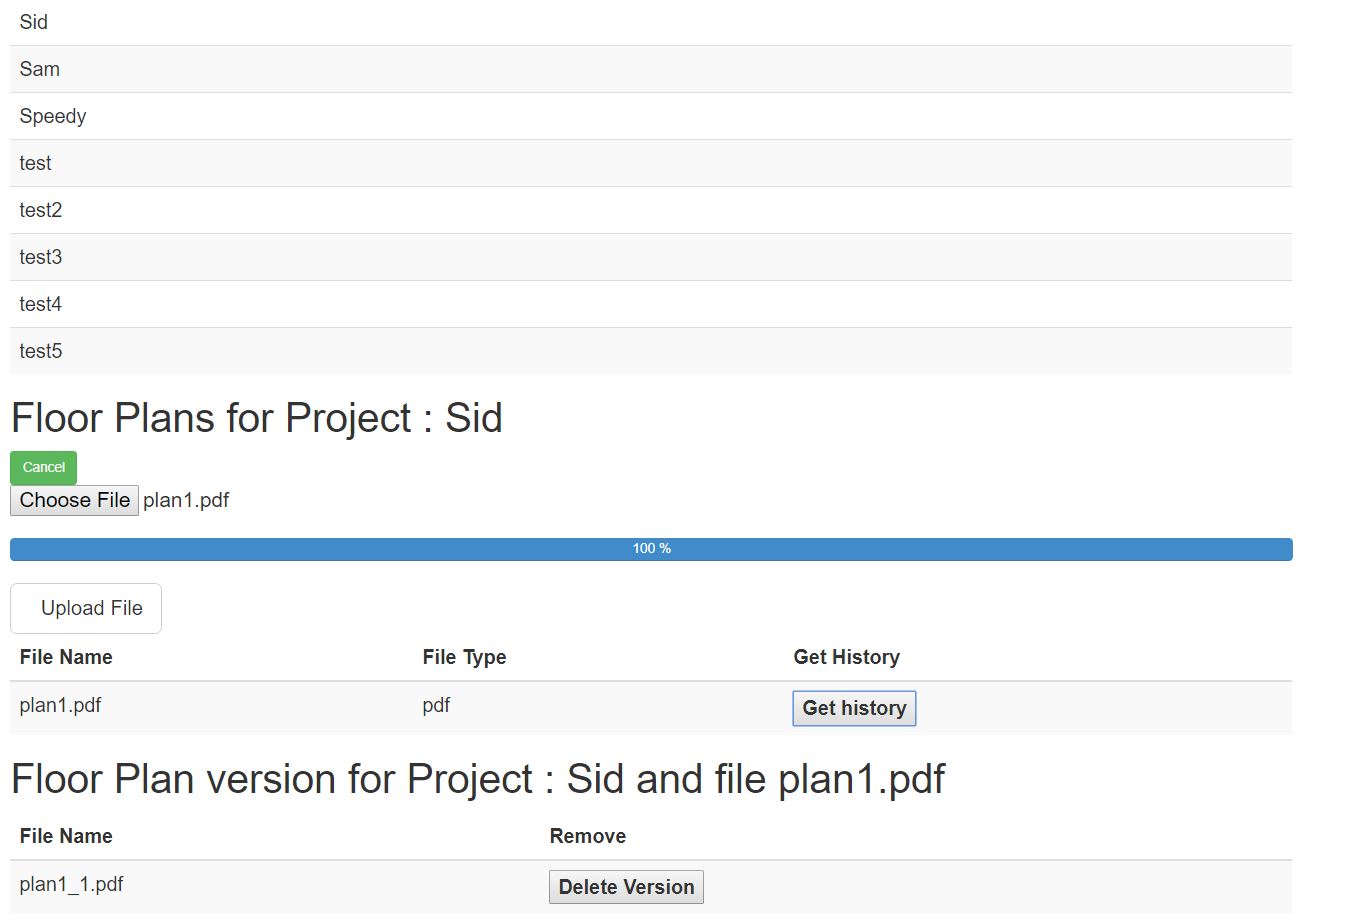 Sid
Sam
Speedy
test
test2
test3
test4
test5
Floor Plans for Project : Sid
Cancel
Choose File plan1.pdf
100 %
Upload File
File Name File Type Get History
plan1.pdf pdf Get history
Floor Plan version for Project : Sid and file plan1.pdf
File Name Remove
plan1_1.pdf Delete Version